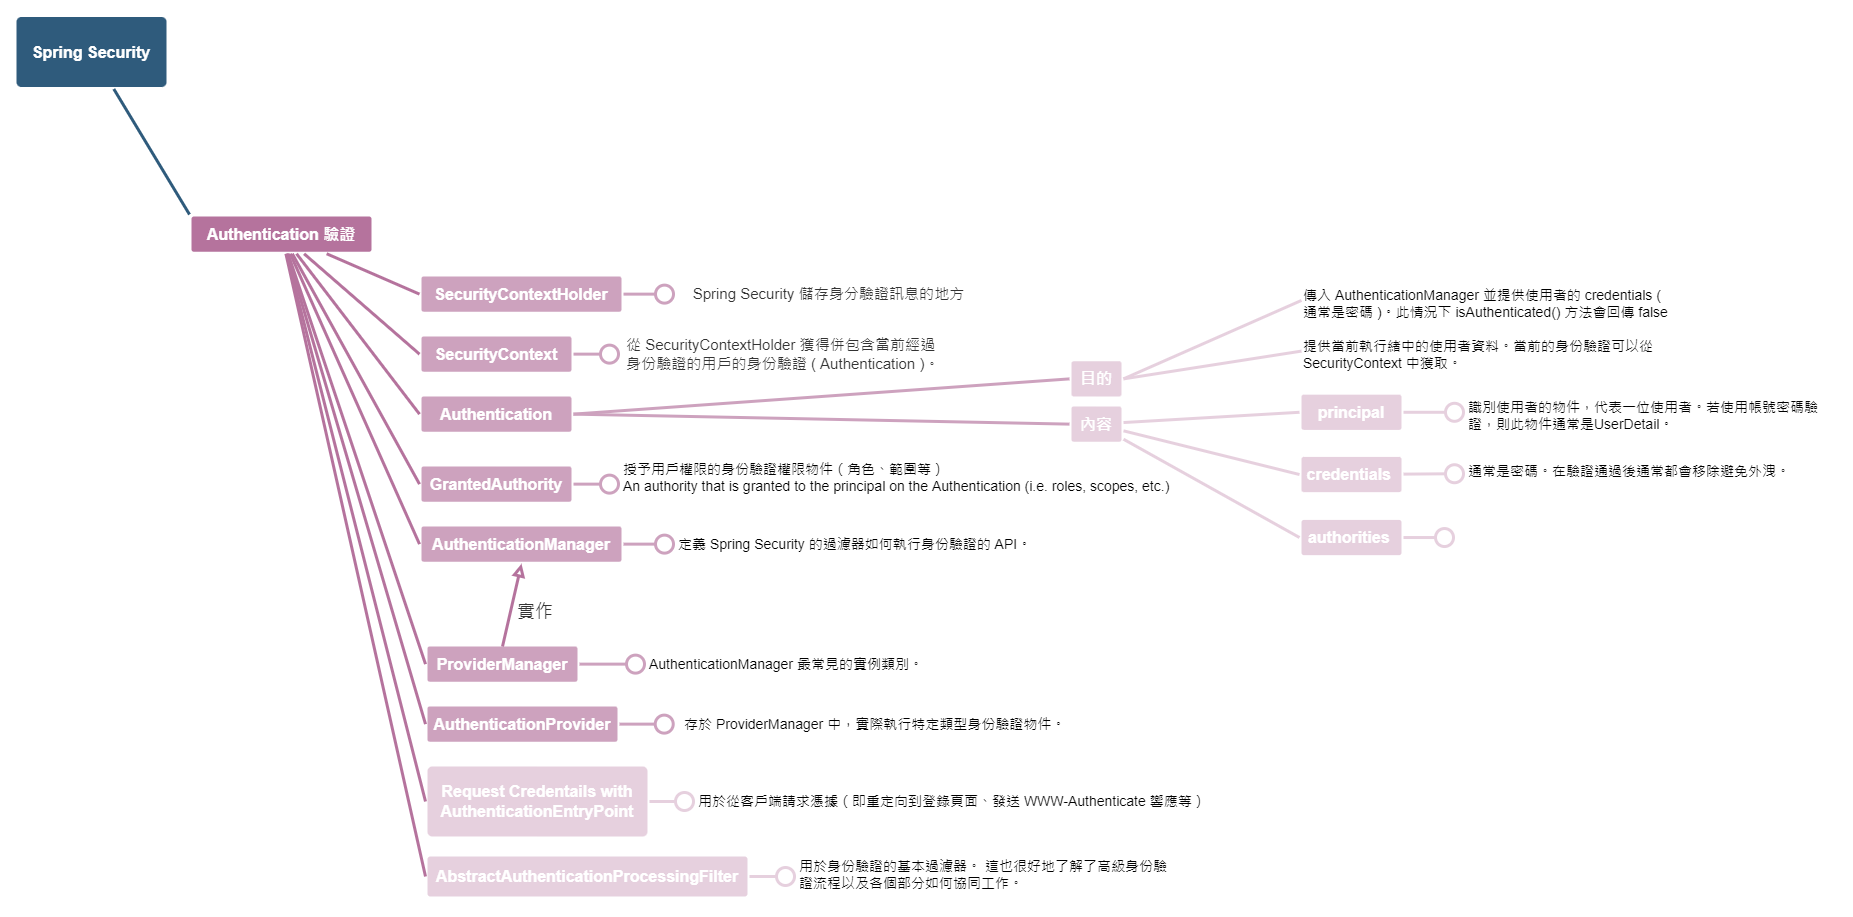 Spring Security
Authentication 驗證
SecurityContextHolder
Spring Security 儲存身分驗證訊息的地方
SecurityContext
從 SecurityContextHolder 獲得併包含當前經過
身份驗證的用戶的身份驗證 ( Authentication )。
Authentication
目的
傳入 AuthenticationManager 並提供使用者的 credentials (
通常是密碼 )。此情況下 isAuthenticated() 方法會回傳 false
提供當前執行緒中的使用者資料。當前的身份驗證可以從
SecurityContext 中獲取。
內容
principal
識別使用者的物件，代表一位使用者。若使用帳號密碼驗
證，則此物件通常是UserDetail。
credentials
通常是密碼。在驗證通過後通常都會移除避免外洩。
authorities
GrantedAuthority
授予用戶權限的身份驗證權限物件 ( 角色、範圍等 )
An authority that is granted to the principal on the Authentication (i.e. roles, scopes, etc.)
AuthenticationManager
定義 Spring Security 的過濾器如何執行身份驗證的 API。
實作
ProviderManager
AuthenticationManager 最常見的實例類別。
AuthenticationProvider
存於 ProviderManager 中，實際執行特定類型身份驗證物件。
Request Credentails with
AuthenticationEntryPoint
用於從客戶端請求憑據 ( 即重定向到登錄頁面、發送 WWW-Authenticate 響應等 )
AbstractAuthenticationProcessingFilter
用於身份驗證的基本過濾器。 這也很好地了解了高級身份驗
證流程以及各個部分如何協同工作。